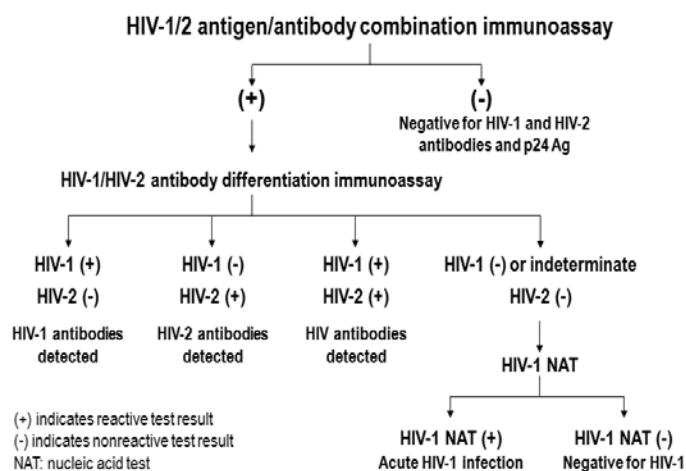 HIV-1/2 antigen/antibody combination immunoassay
(+)
(-)
Negative for HIV-1 and HIV-2
antibodies and p24 Ag
HIV-1/HIV-2 antibody differentiation immunoassay
HIV-1 (+)
HIV-2 (-)
HIV-1 antibodies
detected
HIV-1 (-)
HIV-2 (+)
HIV-2 antibodies
detected
HIV-1 (+)
HIV-2 (+)
HIV antibodies
detected
HIV-1 (-) or indeterminate
HIV-2 (-)
HIV-1 NAT
HIV-1 NAT (+)
Acute HIV-1 infection
HIV-1 NAT (-)
Negative for HIV-1
(+) indicates reactive test result
(-) indicates nonreactive test result
NAT: nucleic acid test